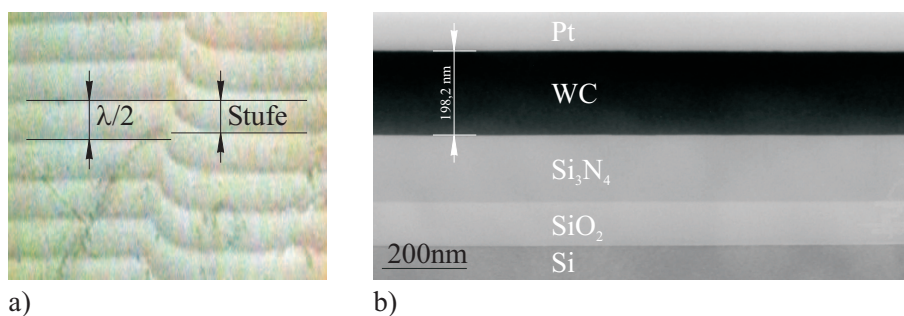 λ/2
Stufe
a)
Pt
198,2 nm
WC
Si₃N₄
SiO₂
200nm
Si
b)